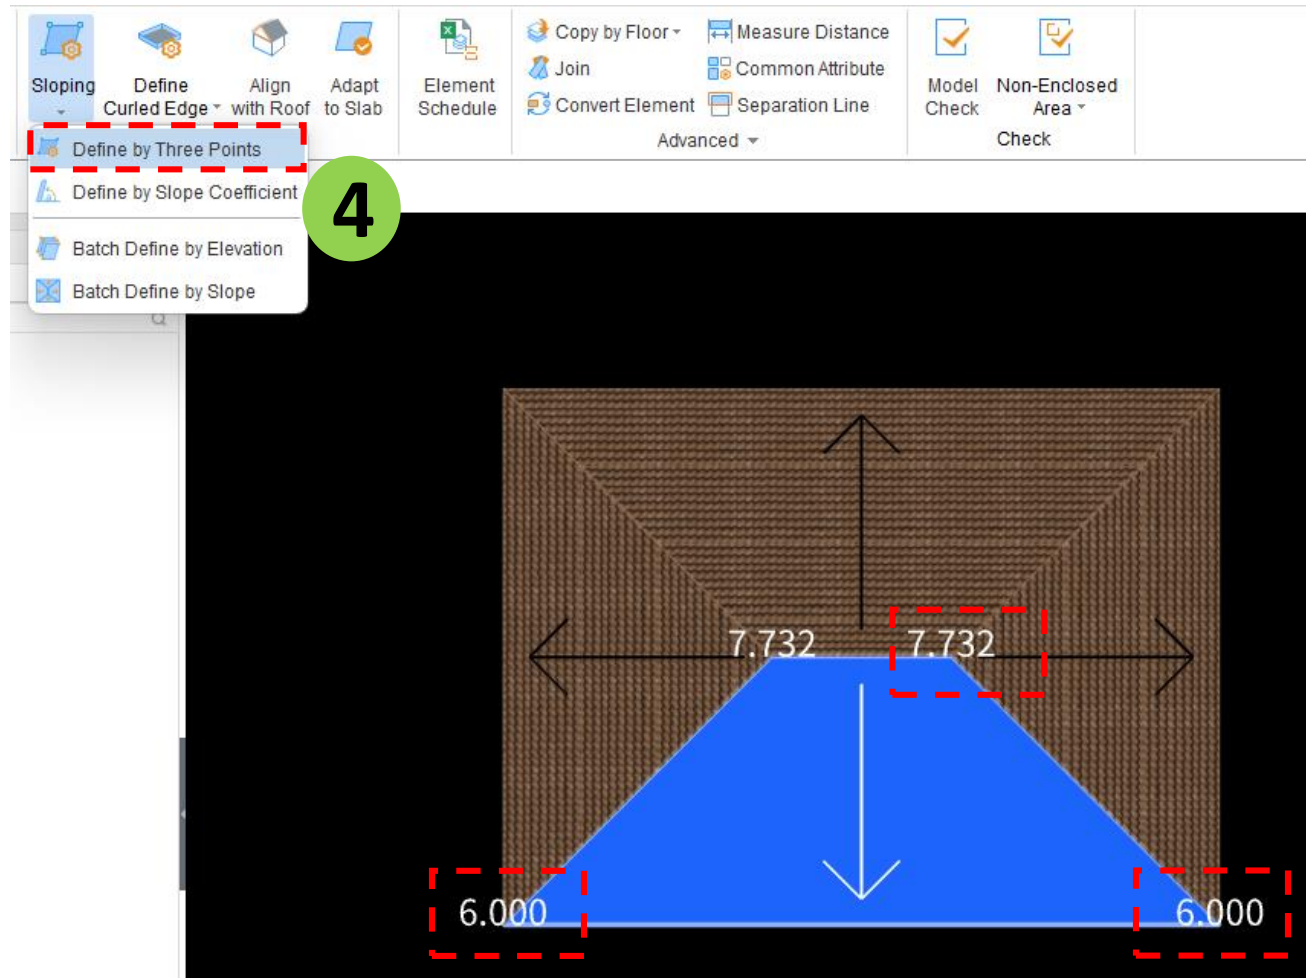 Sloping
Define
Curled Edge
Align
with Roof
Adapt
to Slab
Element
Schedule
Copy by Floor
Join
Convert Element
Measure Distance
Common Attribute
Separation Line
Advanced
Model
Check
Non-Enclosed
Area
Check
Define by Three Points
Define by Slope Coefficient
Batch Define by Elevation
Batch Define by Slope
4
7.732 7.732
6.000 6.000